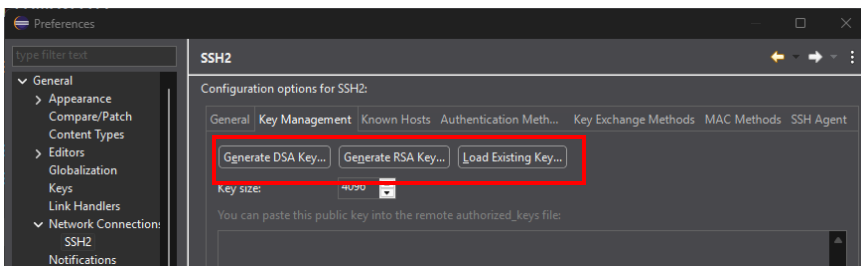 Preferences
type filter text
SSH2
General
Appearance
Compare/Patch
Content Types
Editors
Globalization
Keys
Link Handlers
Network Connection
SSH2
Notifications
Configuration options for SSH2:
General Key Management Known Hosts Authentication Meth... Key Exchange Methods MAC Methods SSH Agent
Generate DSA Key... Generate RSA Key... Load Existing Key...
Key size: 4096
You can paste this public key into the remote authorized_keys file: